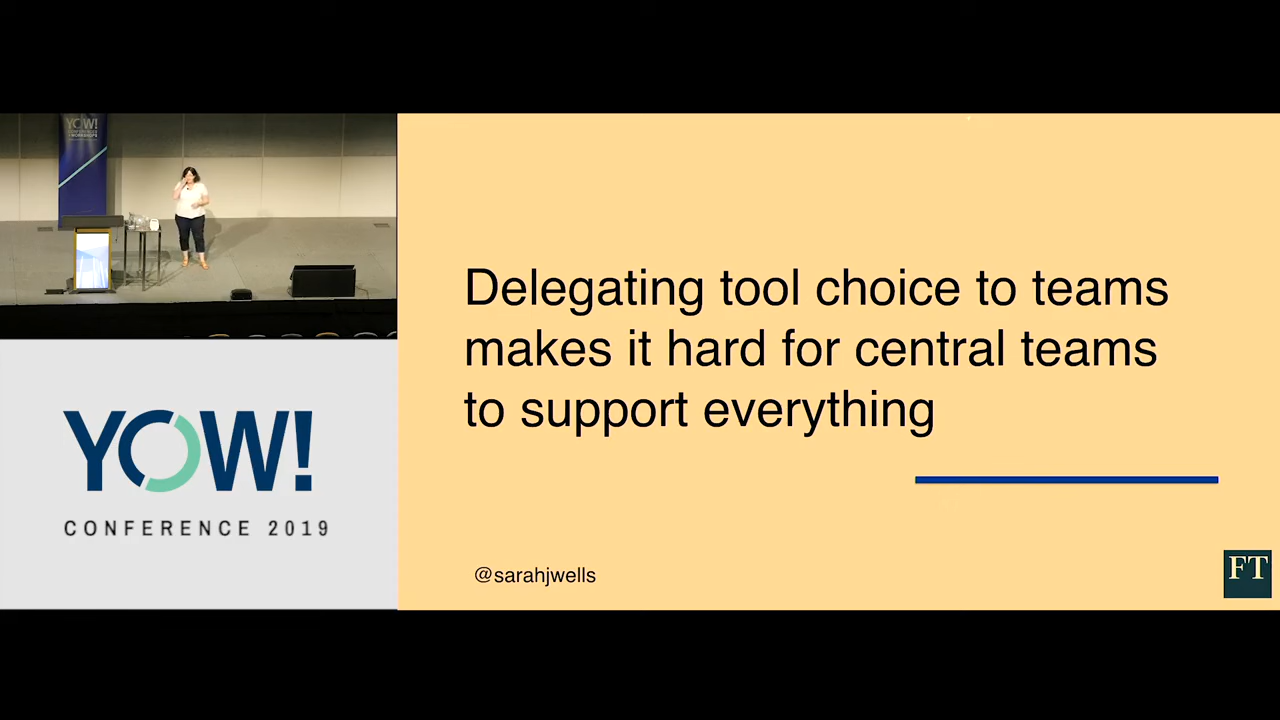 YOW!
Delegating tool choice to teams
makes it hard for central teams
to support everything
YOW!
CONFERENCE 2019
@sarahjwells
FT